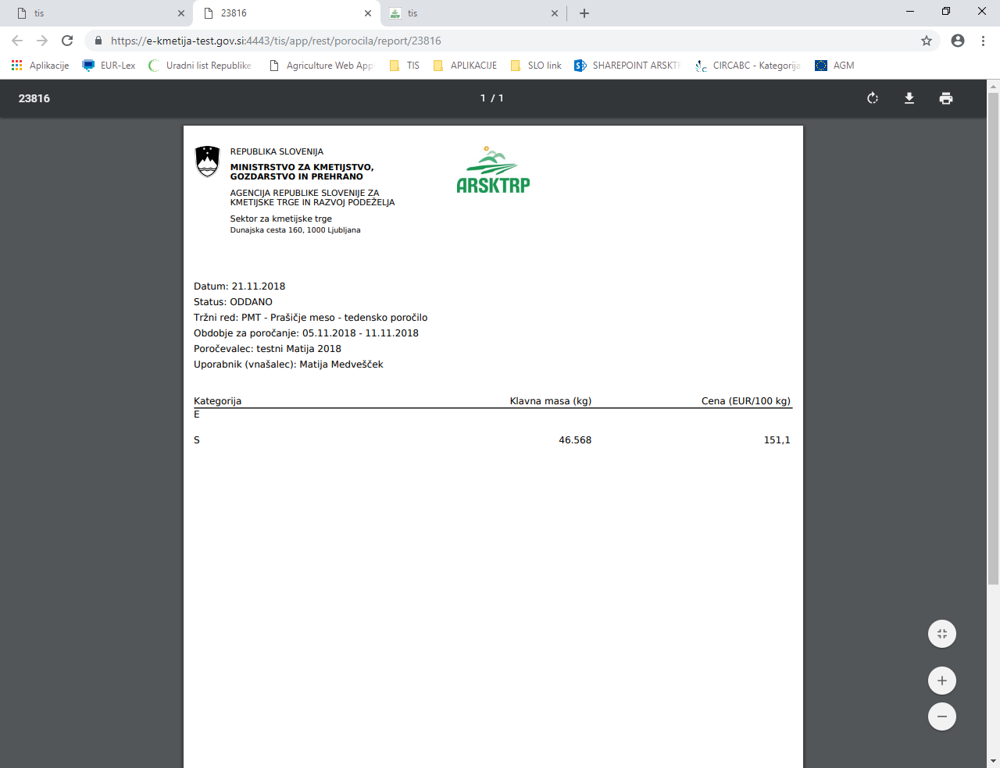 tis
23816
tis
https://e-kmetija-test.gov.si:4443/tis/app/rest/porocila/report/23816
Aplikacije
EUR-Lex
Uradni list Republike
Agriculture Web App
TIS
APLIKACIJE
SLO link
SHAREPOINT ARSKTR
CIRCABC - Kategorija
AGM
23816
1 / 1
REPUBLIKA SLOVENIJA
MINISTRSTVO ZA KMETIJSTVO,
GOZDARSTVO IN PREHRANO
AGENCIJA REPUBLIKE SLOVENIJE ZA
KMETIJSKE TRGE IN RAZVOJ PODEŽELJA
Sektor za kmetijske trge
Dunajska cesta 160, 1000 Ljubljana
ARSKTRP
Datum: 21.11.2018
Status: ODDANO
Tržni red: PMT - Prašičje meso - tedensko poročilo
Obdobje za poročanje: 05.11.2018 - 11.11.2018
Poročevalec: testni Matija 2018
Uporabnik (vnašalec): Matija Medvešček
Kategorija Klavna masa (kg) Cena (EUR/100 kg)
E
S 46.568 151,1